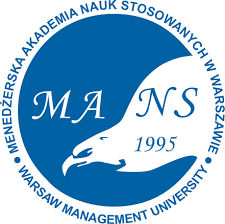 MENEDŻERSKA AKADEMIA NAUK STOSOWANYCH W WARSZAWIE
MA NS
1995
• WARSAW MANAGEMENT UNIVERSITY •